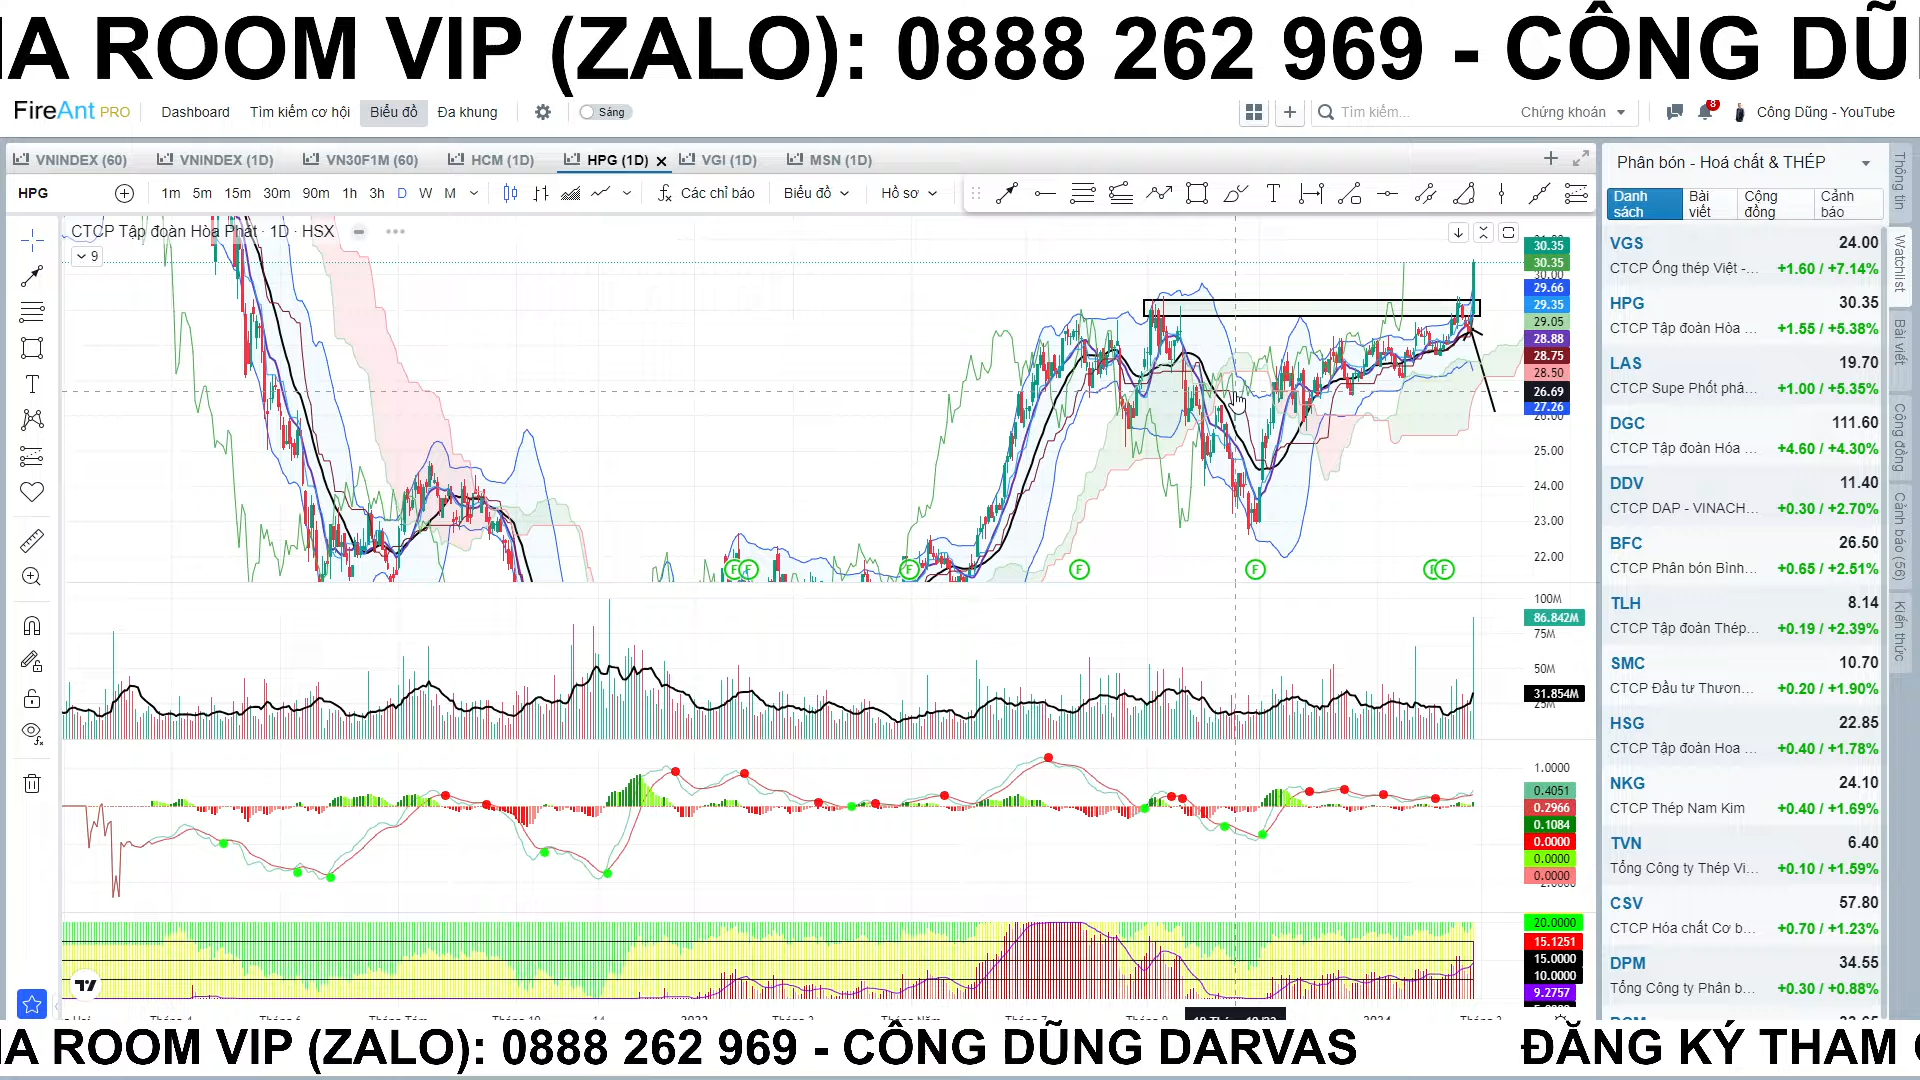 IA ROOM VIP (ZALO): 0888 262 969 - CÔNG DŨ
FireAnt PRO Dashboard Tìm kiếm cơ hội Biểu đồ Đa khung Sáng Tìm kiếm... Chứng khoán 8 Công Dũng - YouTube
VNINDEX (60) VNINDEX (1D) VN30F1M (60) HCM (1D) HPG (1D) VGI (1D) MSN (1D)
HPG 1m 5m 15m 30m 90m 1h 3h D W M Các chỉ báo Biểu đồ Hồ sơ
CTCP Tập đoàn Hòa Phát · 1D · HSX
9
30.35
30.35
30.00
29.66
29.35
29.05
28.88
28.75
28.50
26.69
27.26
25.00
24.00
23.00
22.00
F F F F F F
100M
86.842M
75M
50M
31.854M
25M
1.0000
0.4051
0.2966
0.1084
0.0000
0.0000
0.0000
20.0000
15.1251
15.0000
10.0000
9.2757
Phân bón - Hoá chất & THÉP
Danh sách Bài viết Cộng đồng Cảnh báo
VGS 24.00
CTCP Ống thép Việt -... +1.60 / +7.14%
HPG 30.35
CTCP Tập đoàn Hòa ... +1.55 / +5.38%
LAS 19.70
CTCP Supe Phốt phá... +1.00 / +5.35%
DGC 111.60
CTCP Tập đoàn Hóa ... +4.60 / +4.30%
DDV 11.40
CTCP DAP - VINACH... +0.30 / +2.70%
BFC 26.50
CTCP Phân bón Bình... +0.65 / +2.51%
TLH 8.14
CTCP Tập đoàn Thép... +0.19 / +2.39%
SMC 10.70
CTCP Đầu tư Thươn... +0.20 / +1.90%
HSG 22.85
CTCP Tập đoàn Hoa ... +0.40 / +1.78%
NKG 24.10
CTCP Thép Nam Kim +0.40 / +1.69%
TVN 6.40
Tổng Công ty Thép Vi... +0.10 / +1.59%
CSV 57.80
CTCP Hóa chất Cơ b... +0.70 / +1.23%
DPM 34.55
Tổng Công ty Phân b... +0.30 / +0.88%
Thông tin
Watchlist
Bài viết
Cộng đồng
Cảnh báo (56)
Kiến thức
IA ROOM VIP (ZALO): 0888 262 969 - CÔNG DŨNG DARVAS ĐĂNG KÝ THAM